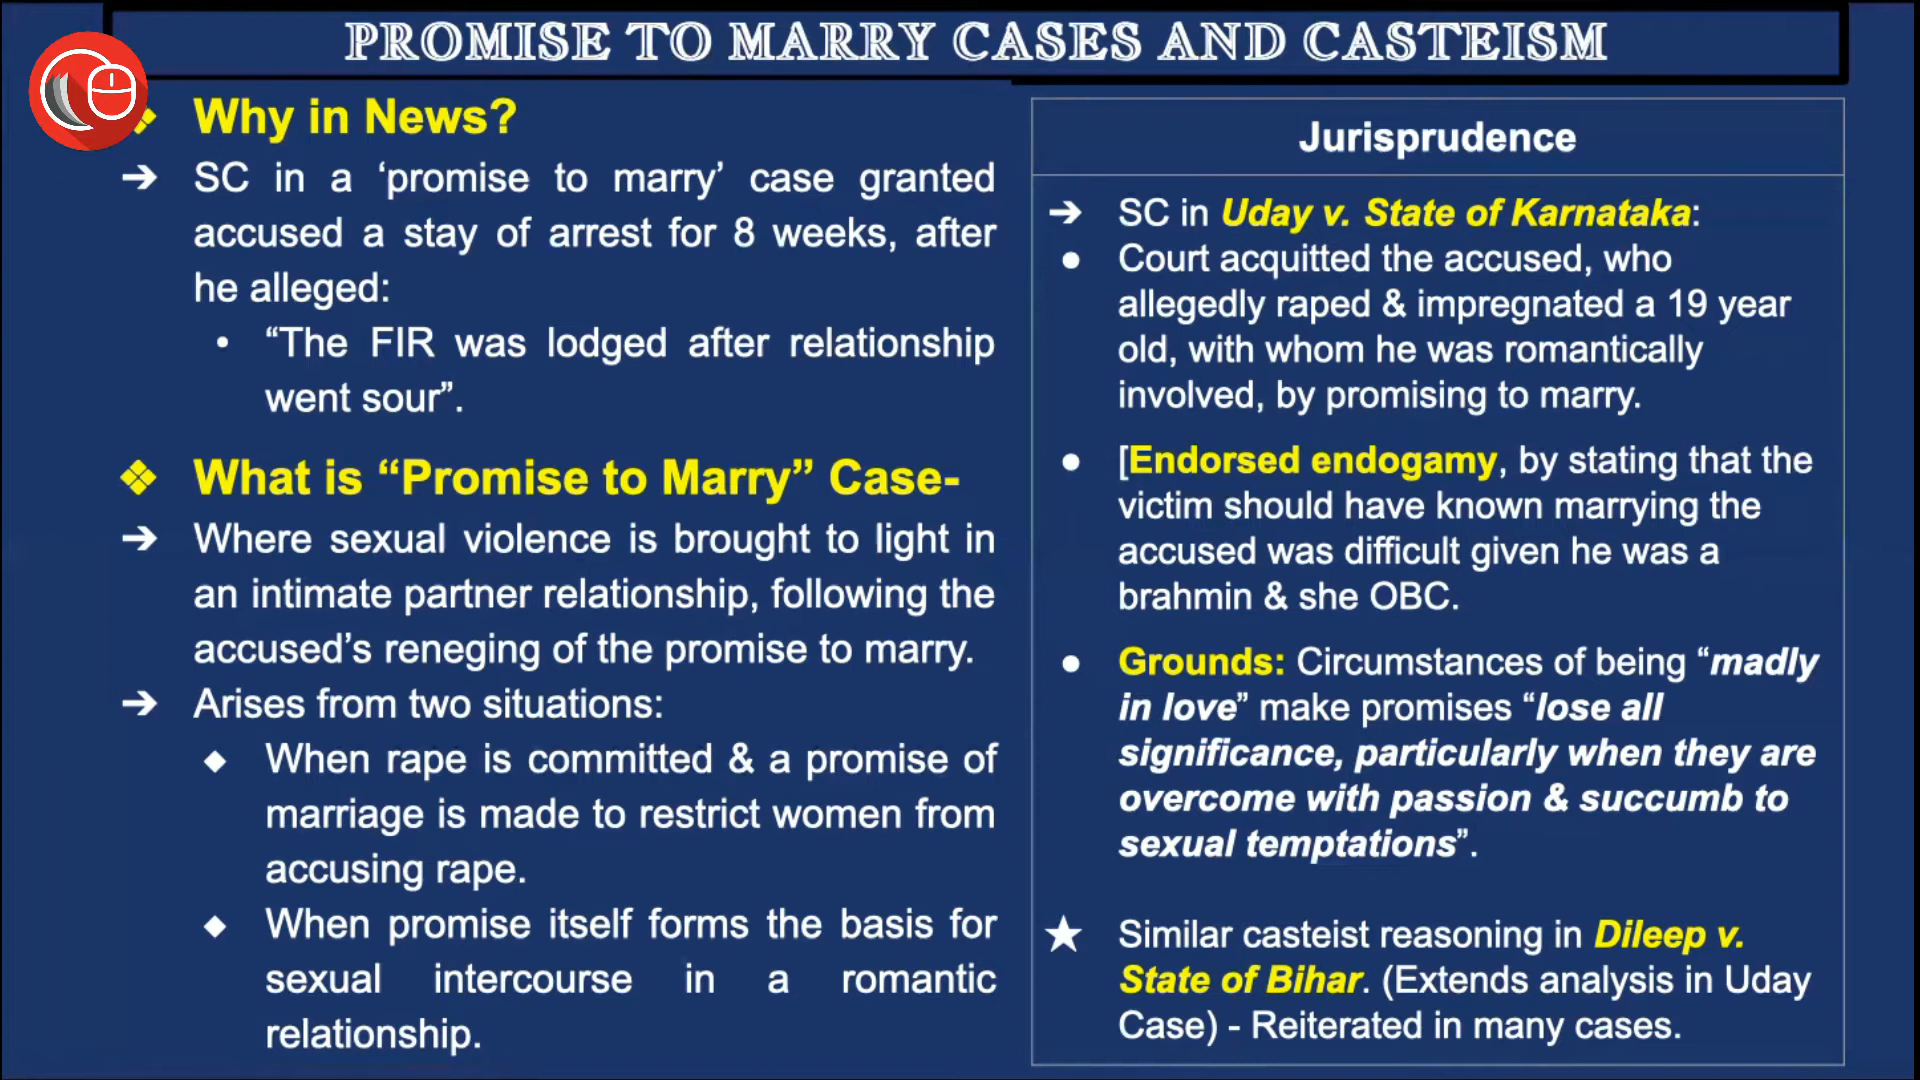 PROMISE TO MARRY CASES AND CASTEISM
❖ Why in News?
➔ SC in a ‘promise to marry’ case granted
accused a stay of arrest for 8 weeks, after
he alleged:
• “The FIR was lodged after relationship
went sour”.
❖ What is “Promise to Marry” Case-
➔ Where sexual violence is brought to light in
an intimate partner relationship, following the
accused’s reneging of the promise to marry.
➔ Arises from two situations:
◆ When rape is committed & a promise of
marriage is made to restrict women from
accusing rape.
◆ When promise itself forms the basis for
sexual intercourse in a romantic
relationship.
Jurisprudence
➔ SC in Uday v. State of Karnataka:
● Court acquitted the accused, who
allegedly raped & impregnated a 19 year
old, with whom he was romantically
involved, by promising to marry.
● [Endorsed endogamy, by stating that the
victim should have known marrying the
accused was difficult given he was a
brahmin & she OBC.
● Grounds: Circumstances of being “madly
in love” make promises “lose all
significance, particularly when they are
overcome with passion & succumb to
sexual temptations”.
★ Similar casteist reasoning in Dileep v.
State of Bihar. (Extends analysis in Uday
Case) - Reiterated in many cases.